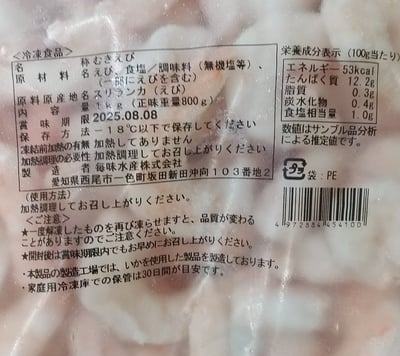 <冷凍食品>
名称 むきえび
原材料名 えび、食塩/調味料(無機塩等)、
(一部にえびを含む)
原料原産地名 スリランカ(えび)
内容量 1kg(正味重量800g)
賞味期限 2025.08.08
保存方法 -18℃以下で保存してください
凍結前加熱の有無 加熱してありません
加熱調理の必要性 加熱調理してお召し上がりください
製造者 毎味水産株式会社
愛知県西尾市一色町坂田新田沖向103番地2
(使用方法)
加熱調理してお召し上がりください。
<ご注意>
★一度解凍したものを再び凍らせますと、品質が変わる
ことがありますのでご注意ください。
★開封後は賞味期限内でもお早めにお召し上がりください。
・本製品の製造工場では、いかを使用した製品を製造しております。
・家庭用冷凍庫での保管は30日間が目安です。
栄養成分表示(100g当たり)
エネルギー 53kcal
たんぱく質 12.2g
脂質 0.3g
炭水化物 0.4g
食塩相当量 1.0g
数値はサンプル品分析
による推定値です。
プラ 袋:PE
4972884454100